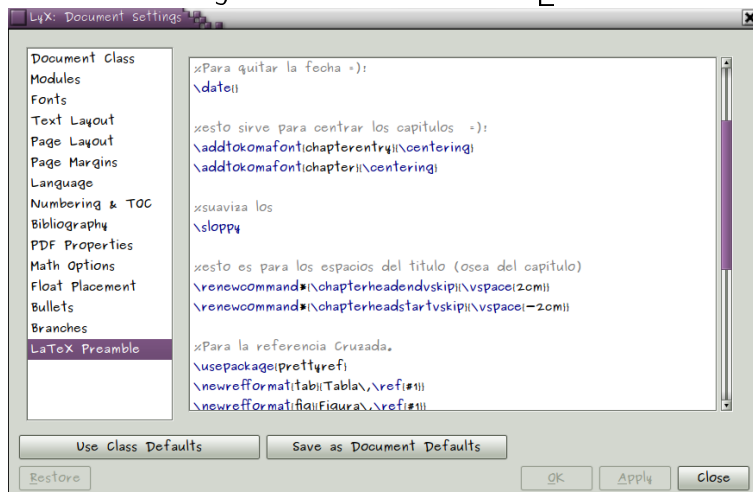 LyX: Document Settings
Document Class
Modules
Fonts
Text Layout
Page Layout
Page Margins
Language
Numbering & TOC
Bibliography
PDF Properties
Math Options
Float Placement
Bullets
Branches
LaTeX Preamble
%Para quitar la fecha =):
\date{}
%esto sirve para centrar los capitulos =):
\addtokomafont{chapterentry}{\centering}
\addtokomafont{chapter}{\centering}
%suaviza los
\sloppy
%esto es para los espacios del titulo (osea del capitulo)
\renewcommand*{\chapterheadendvskip}{\vspace{2cm}}
\renewcommand*{\chapterheadstartvskip}{\vspace{-2cm}}
%Para la referencia Cruzada.
\usepackage{prettyref}
\newrefformat{tab}{Tabla\,\ref{#1}}
\newrefformat{fig}{Figura\,\ref{#1}}
Use Class Defaults
Save as Document Defaults
Restore
OK
Apply
Close